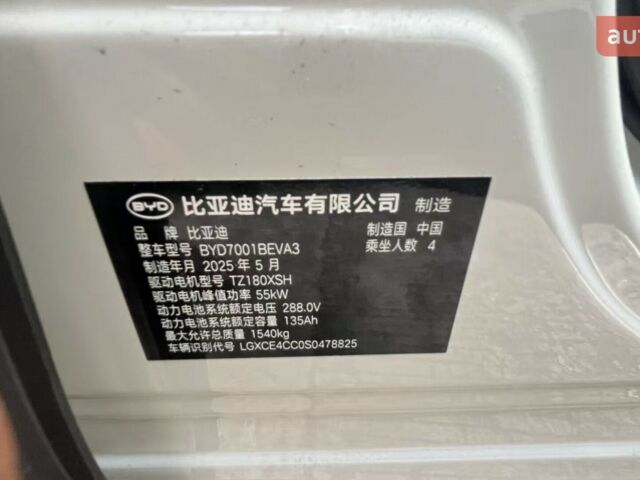 au
BYD 比亚迪汽车有限公司 制造
品 牌 比亚迪 制造国 中国
整车型号 BYD7001BEVA3 乘坐人数 4
制造年月 2025 年 5 月
驱动电机型号 TZ180XSH
驱动电机峰值功率 55kW
动力电池系统额定电压 288.0V
动力电池系统额定容量 135Ah
最大允许总质量 1540kg
车辆识别代号 LGXCE4CC0S0478825